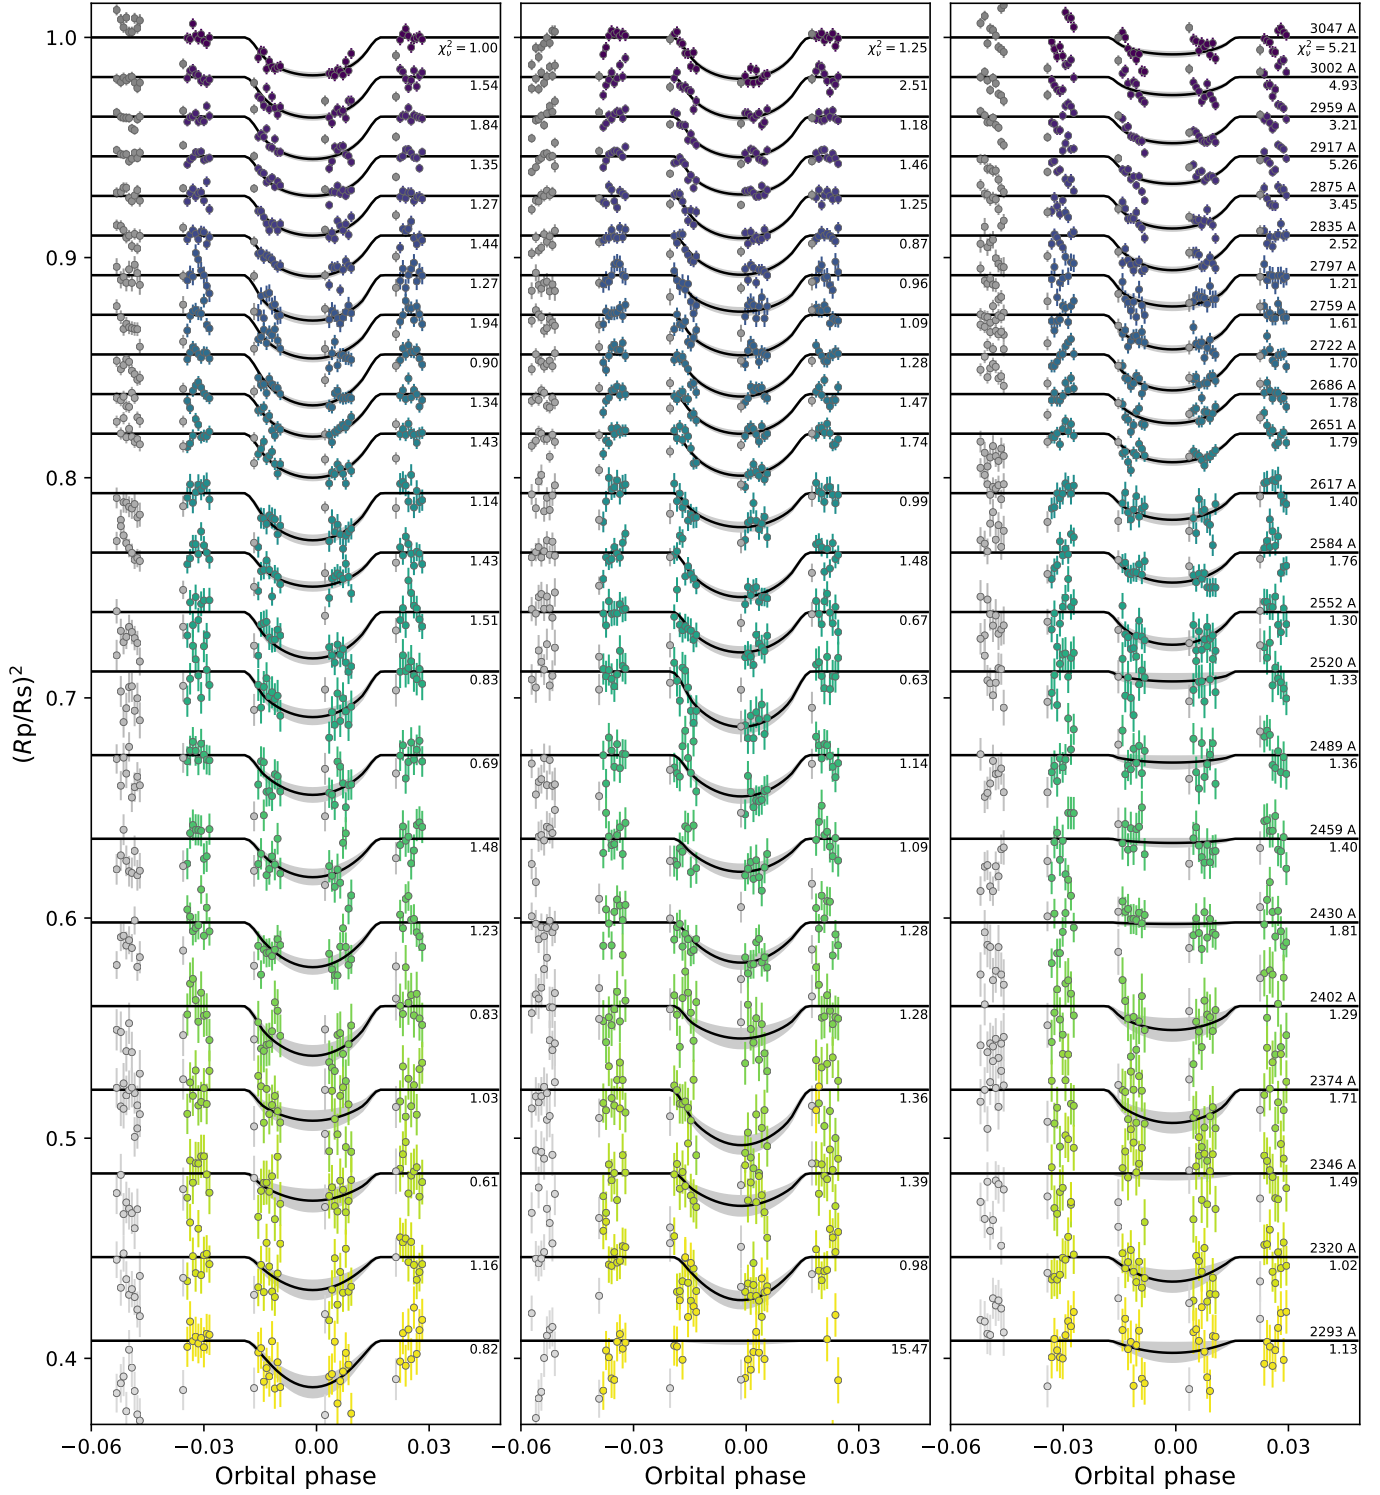 1.0
0.9
0.8
0.7
0.6
0.5
0.4
(Rp/Rs)²
χ²ᵥ = 1.00
1.54
1.84
1.35
1.27
1.44
1.27
1.94
0.90
1.34
1.43
1.14
1.43
1.51
0.83
0.69
1.48
1.23
0.83
1.03
0.61
1.16
0.82
−0.06 −0.03 0.00 0.03
Orbital phase
χ²ᵥ = 1.25
2.51
1.18
1.46
1.25
0.87
0.96
1.09
1.28
1.47
1.74
0.99
1.48
0.67
0.63
1.14
1.09
1.28
1.28
1.36
1.39
0.98
15.47
−0.06 −0.03 0.00 0.03
Orbital phase
3047 A
χ²ᵥ = 5.21
3002 A
4.93
2959 A
3.21
2917 A
5.26
2875 A
3.45
2835 A
2.52
2797 A
1.21
2759 A
1.61
2722 A
1.70
2686 A
1.78
2651 A
1.79
2617 A
1.40
2584 A
1.76
2552 A
1.30
2520 A
1.33
2489 A
1.36
2459 A
1.40
2430 A
1.81
2402 A
1.29
2374 A
1.71
2346 A
1.49
2320 A
1.02
2293 A
1.13
−0.06 −0.03 0.00 0.03
Orbital phase